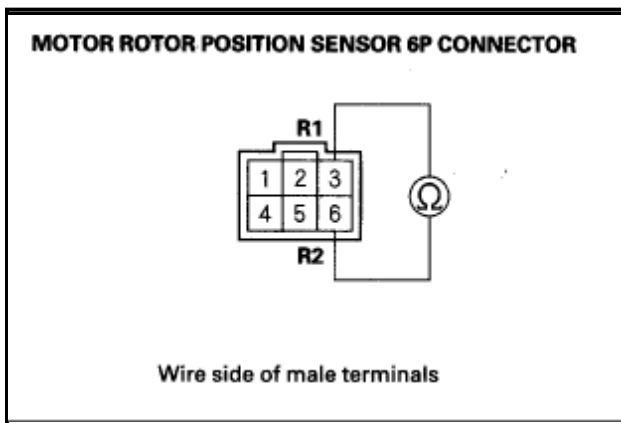 MOTOR ROTOR POSITION SENSOR 6P CONNECTOR
R1
1 2 3
Ω
4 5 6
R2
Wire side of male terminals